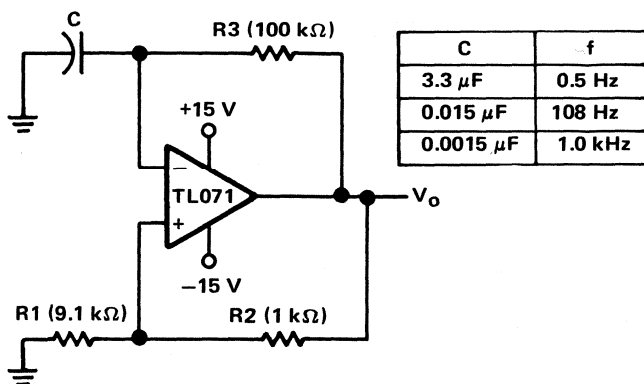 C
R3 (100 kΩ)
+15 V
−
TL071
+
−15 V
Vo
R1 (9.1 kΩ)
R2 (1 kΩ)
C f
3.3 μF 0.5 Hz
0.015 μF 108 Hz
0.0015 μF 1.0 kHz